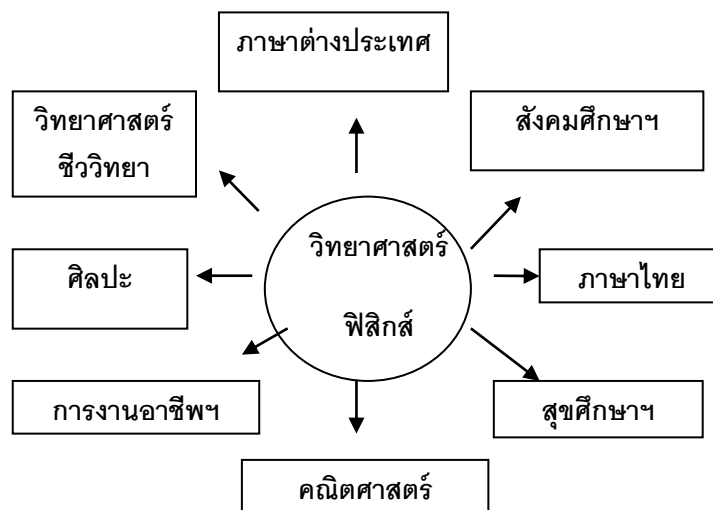 ภาษาต่างประเทศ
วิทยาศาสตร์
ชีววิทยา
สังคมศึกษาฯ
วิทยาศาสตร์
ฟิสิกส์
ศิลปะ
ภาษาไทย
การงานอาชีพฯ
สุขศึกษาฯ
คณิตศาสตร์